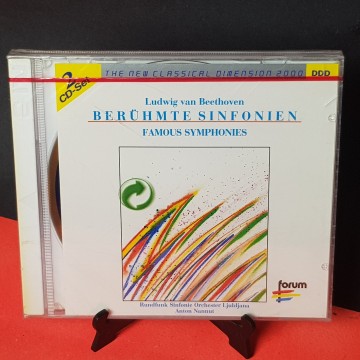 2
CD-Set
THE NEW CLASSICAL DIMENSION 2000
DDD
Ludwig van Beethoven
BERÜHMTE SINFONIEN
FAMOUS SYMPHONIES
forum
Rundfunk Sinfonie Orchester Ljubljana
Anton Nanut